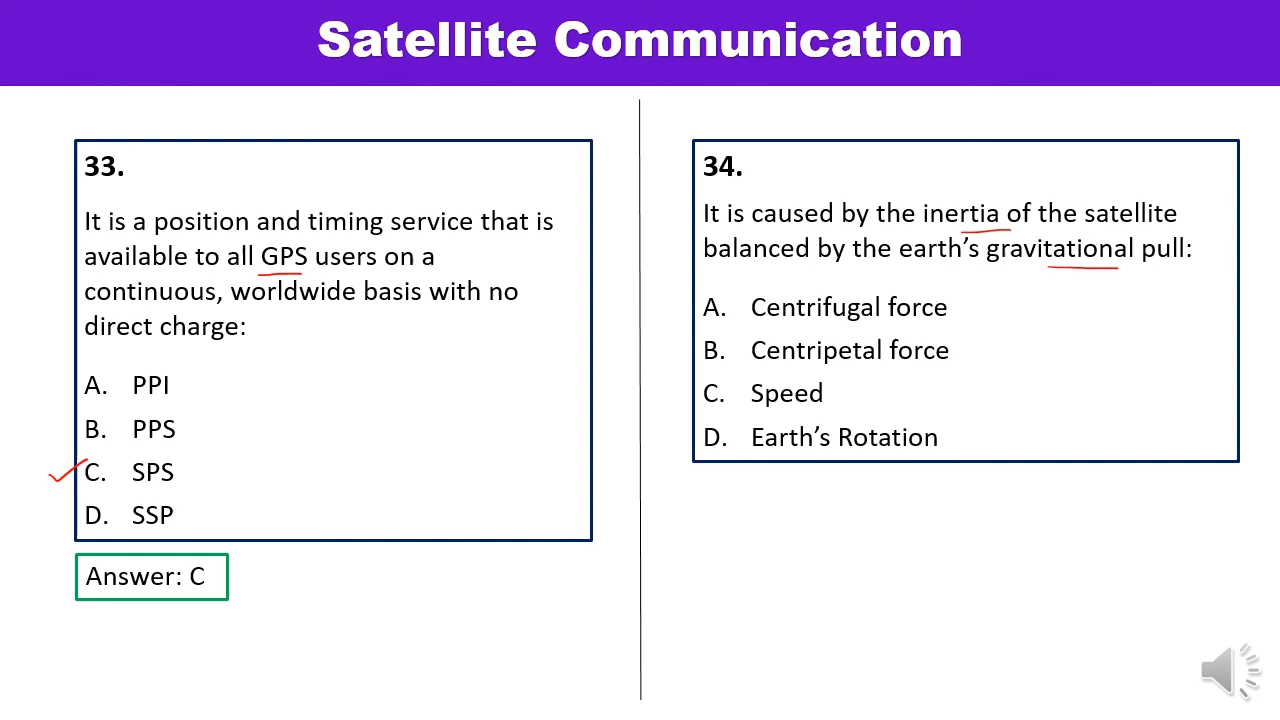 Satellite Communication
33.
It is a position and timing service that is
available to all GPS users on a
continuous, worldwide basis with no
direct charge:
A. PPI
B. PPS
C. SPS
D. SSP
Answer: C
34.
It is caused by the inertia of the satellite
balanced by the earth’s gravitational pull:
A. Centrifugal force
B. Centripetal force
C. Speed
D. Earth’s Rotation